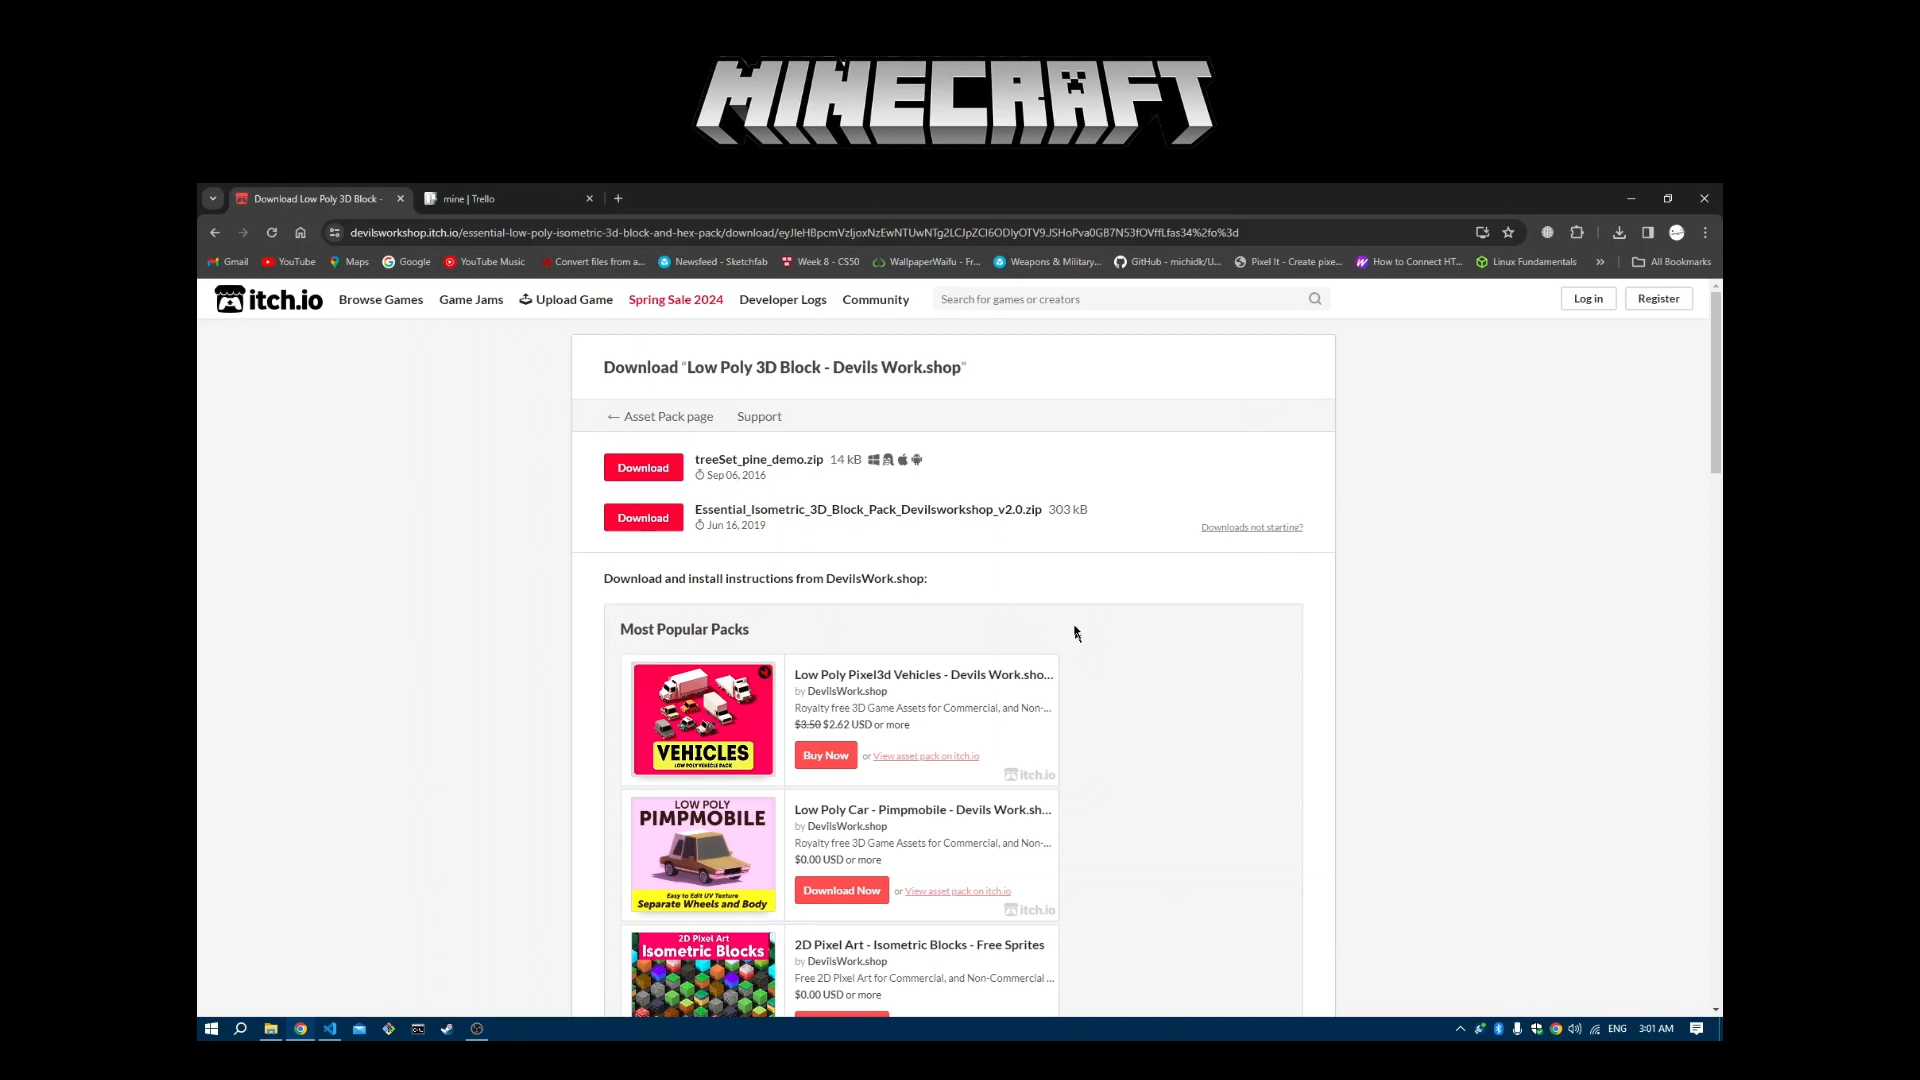 MINECRAFT
Download Low Poly 3D Block -
mine | Trello
devilsworkshop.itch.io/essential-low-poly-isometric-3d-block-and-hex-pack/download/
Gmail YouTube Maps Google YouTube Music Convert files from a... Newsfeed - Sketchfab Week 8 - CS50 WallpaperWaifu - Fr... Weapons & Military... GitHub - michidk/U... Pixel It - Create pixe... How to Connect HT... Linux Fundamentals » All Bookmarks
itch.io Browse Games Game Jams Upload Game Spring Sale 2024 Developer Logs Community Search for games or creators Log in Register
Download “Low Poly 3D Block - Devils Work.shop”
← Asset Pack page Support
Download treeSet_pine_demo.zip 14 kB
Sep 06, 2016
Download Essential_Isometric_3D_Block_Pack_Devilsworkshop_v2.0.zip 303 kB
Jun 16, 2019
Downloads not starting?
Download and install instructions from DevilsWork.shop:
Most Popular Packs
VEHICLES
LOW POLY VEHICLE PACK
Low Poly Pixel3d Vehicles - Devils Work.sho...
by DevilsWork.shop
Royalty free 3D Game Assets for Commercial, and Non-...
$3.50 $2.62 USD or more
Buy Now or View asset pack on itch.io
itch.io
LOW POLY
PIMPMOBILE
Easy to Edit UV Texture
Separate Wheels and Body
Low Poly Car - Pimpmobile - Devils Work.sh...
by DevilsWork.shop
Royalty free 3D Game Assets for Commercial, and Non-...
$0.00 USD or more
Download Now or View asset pack on itch.io
itch.io
2D Pixel Art
Isometric Blocks
2D Pixel Art - Isometric Blocks - Free Sprites
by DevilsWork.shop
Free 2D Pixel Art for Commercial, and Non-Commercial ...
$0.00 USD or more
ENG 3:01 AM